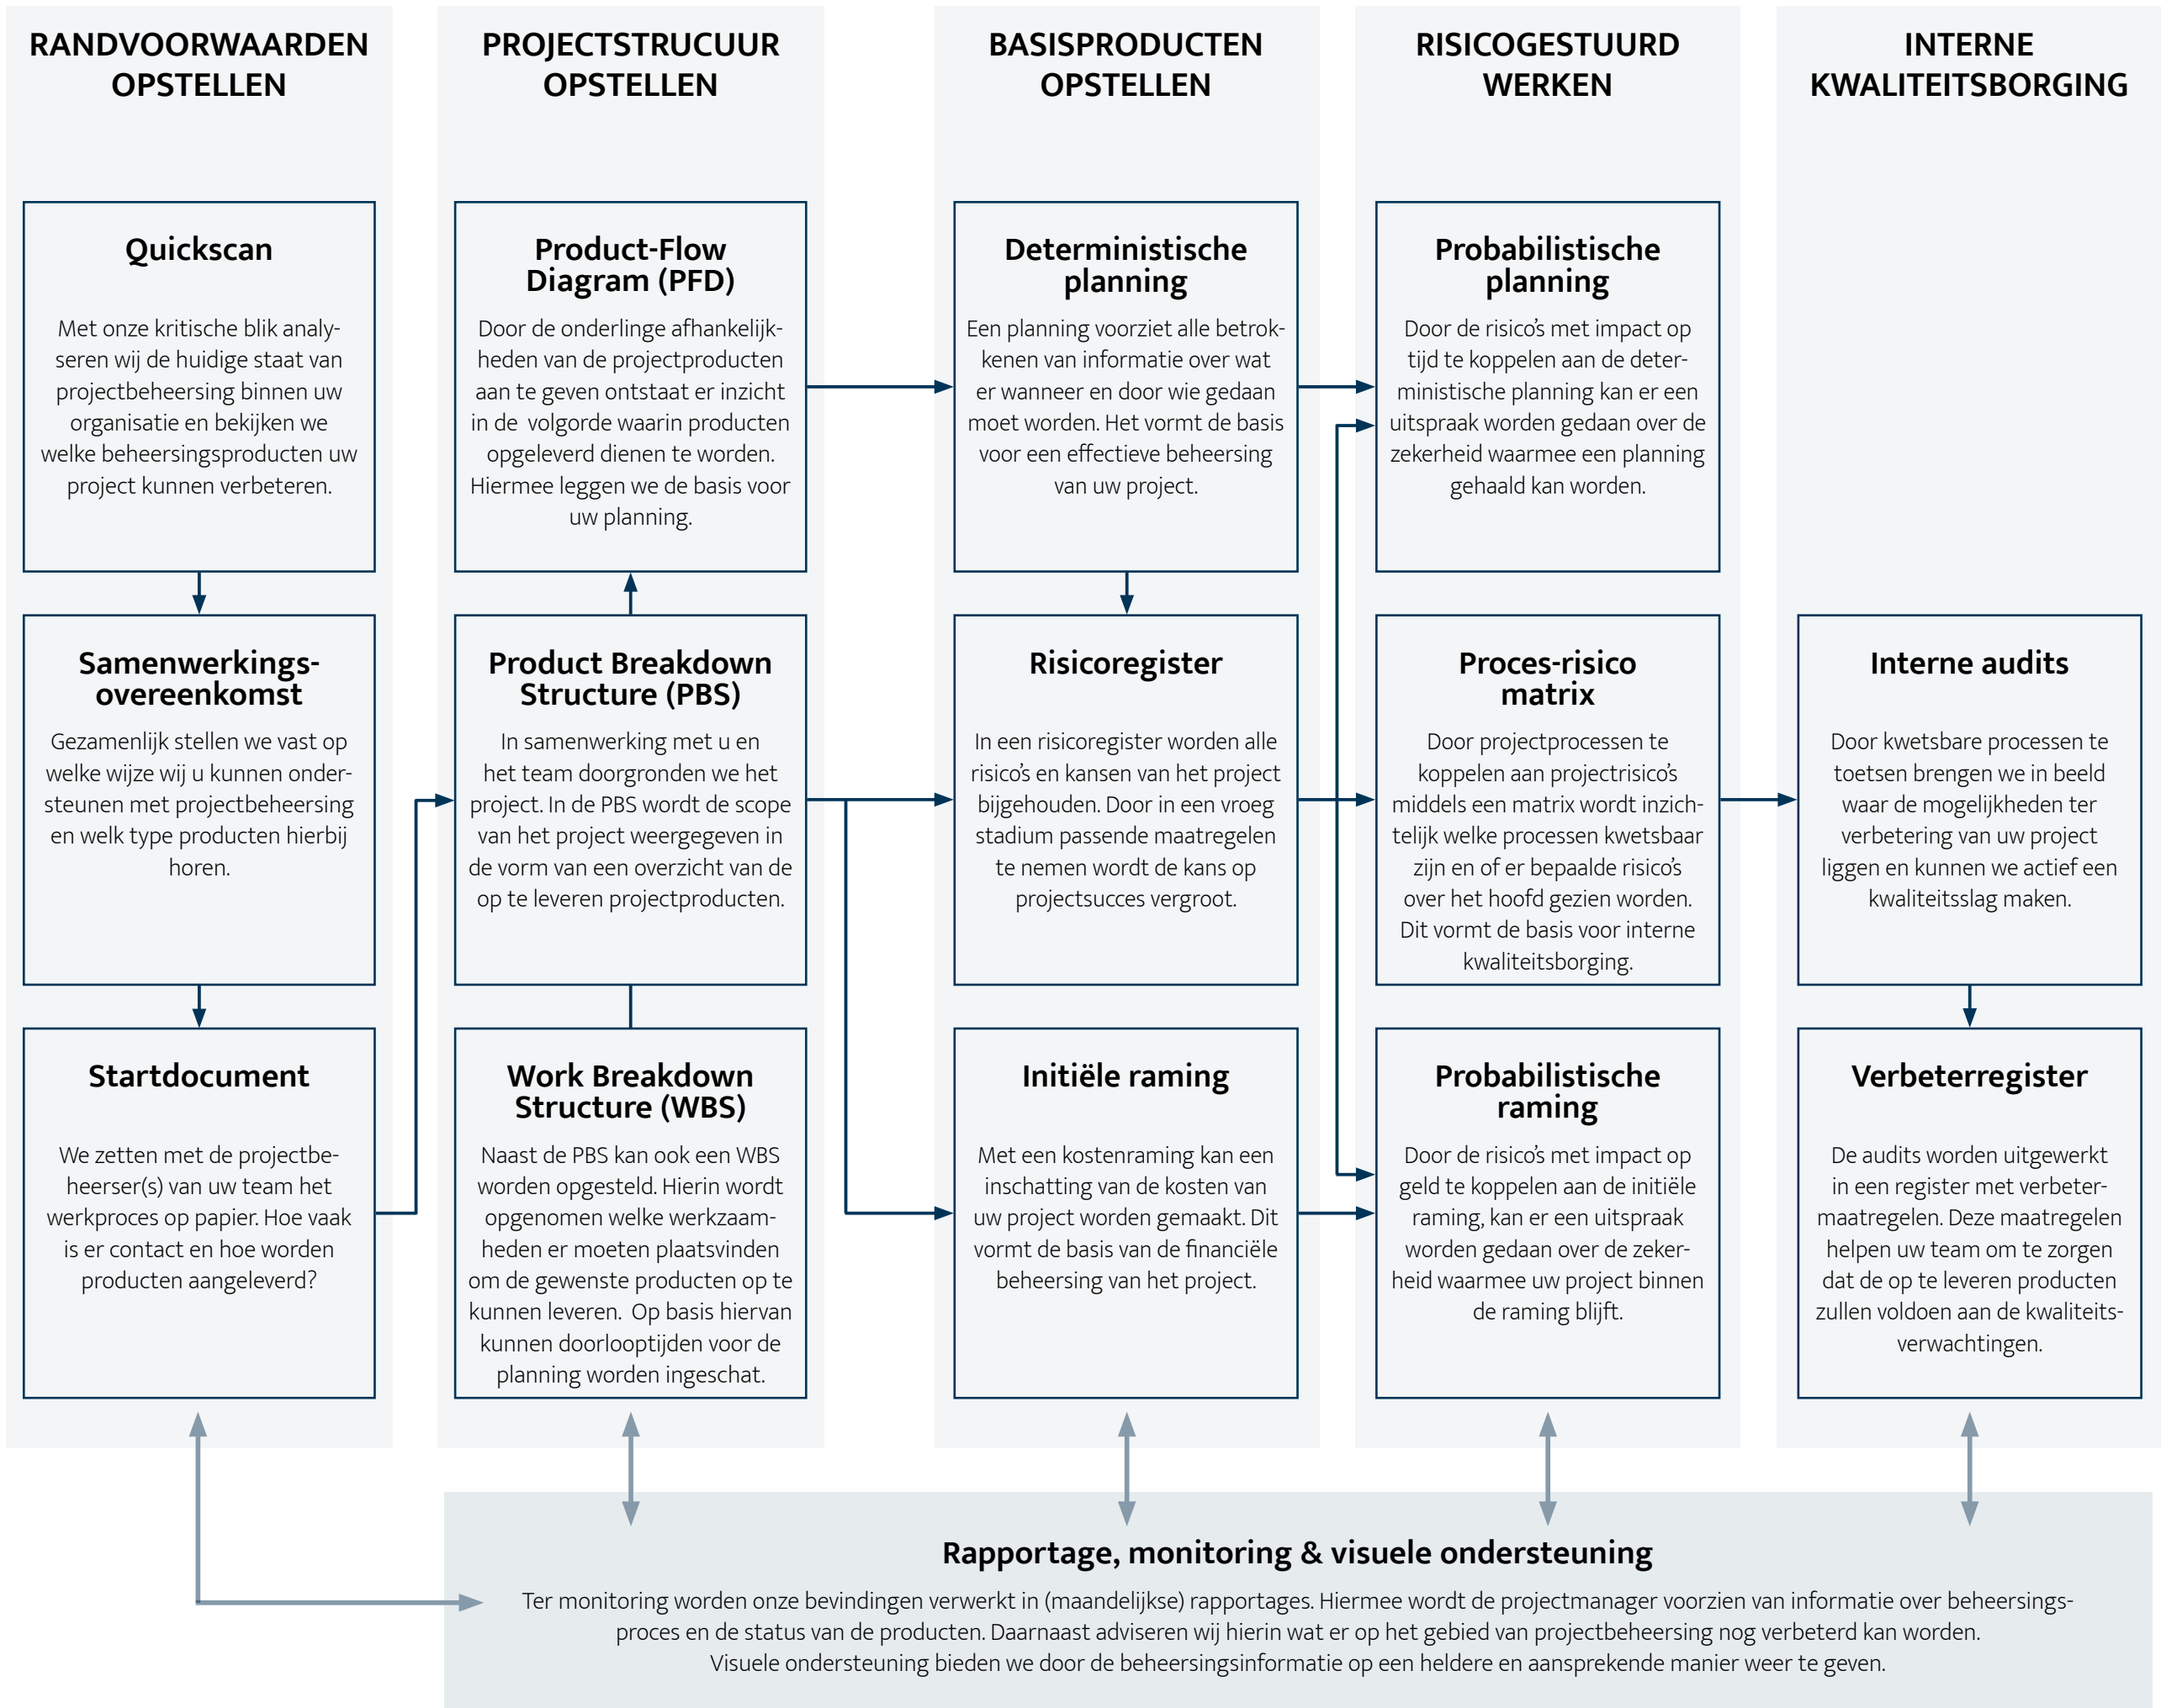 RANDVOORWAARDEN
OPSTELLEN
Quickscan
Met onze kritische blik analy-
seren wij de huidige staat van
projectbeheersing binnen uw
organisatie en bekijken we
welke beheersingsproducten uw
project kunnen verbeteren.
Samenwerkings-
overeenkomst
Gezamenlijk stellen we vast op
welke wijze wij u kunnen onder-
steunen met projectbeheersing
en welk type producten hierbij
horen.
Startdocument
We zetten met de projectbe-
heerser(s) van uw team het
werkproces op papier. Hoe vaak
is er contact en hoe worden
producten aangeleverd?
PROJECTSTRUCUUR
OPSTELLEN
Product-Flow
Diagram (PFD)
Door de onderlinge afhankelijk-
heden van de projectproducten
aan te geven ontstaat er inzicht
in de  volgorde waarin producten
opgeleverd dienen te worden.
Hiermee leggen we de basis voor
uw planning.
Product Breakdown
Structure (PBS)
In samenwerking met u en
het team doorgronden we het
project. In de PBS wordt de scope
van het project weergegeven in
de vorm van een overzicht van de
op te leveren projectproducten.
Work Breakdown
Structure (WBS)
Naast de PBS kan ook een WBS
worden opgesteld. Hierin wordt
opgenomen welke werkzaam-
heden er moeten plaatsvinden
om de gewenste producten op te
kunnen leveren.  Op basis hiervan
kunnen doorlooptijden voor de
planning worden ingeschat.
BASISPRODUCTEN
OPSTELLEN
Deterministische
planning
Een planning voorziet alle betrok-
kenen van informatie over wat
er wanneer en door wie gedaan
moet worden. Het vormt de basis
voor een effectieve beheersing
van uw project.
Risicoregister
In een risicoregister worden alle
risico's en kansen van het project
bijgehouden. Door in een vroeg
stadium passende maatregelen
te nemen wordt de kans op
projectsucces vergroot.
Initiële raming
Met een kostenraming kan een
inschatting van de kosten van
uw project worden gemaakt. Dit
vormt de basis van de financiële
beheersing van het project.
RISICOGESTUURD
WERKEN
Probabilistische
planning
Door de risico's met impact op
tijd te koppelen aan de deter-
ministische planning kan er een
uitspraak worden gedaan over de
zekerheid waarmee een planning
gehaald kan worden.
Proces-risico
matrix
Door projectprocessen te
koppelen aan projectrisico's
middels een matrix wordt inzich-
telijk welke processen kwetsbaar
zijn en of er bepaalde risico's
over het hoofd gezien worden.
Dit vormt de basis voor interne
kwaliteitsborging.
Probabilistische
raming
Door de risico's met impact op
geld te koppelen aan de initiële
raming, kan er een uitspraak
worden gedaan over de zeker-
heid waarmee uw project binnen
de raming blijft.
INTERNE
KWALITEITSBORGING
Interne audits
Door kwetsbare processen te
toetsen brengen we in beeld
waar de mogelijkheden ter
verbetering van uw project
liggen en kunnen we actief een
kwaliteitsslag maken.
Verbeterregister
De audits worden uitgewerkt
in een register met verbeter-
maatregelen. Deze maatregelen
helpen uw team om te zorgen
dat de op te leveren producten
zullen voldoen aan de kwaliteits-
verwachtingen.
Rapportage, monitoring & visuele ondersteuning
Ter monitoring worden onze bevindingen verwerkt in (maandelijkse) rapportages. Hiermee wordt de projectmanager voorzien van informatie over beheersings-
proces en de status van de producten. Daarnaast adviseren wij hierin wat er op het gebied van projectbeheersing nog verbeterd kan worden.
Visuele ondersteuning bieden we door de beheersingsinformatie op een heldere en aansprekende manier weer te geven.